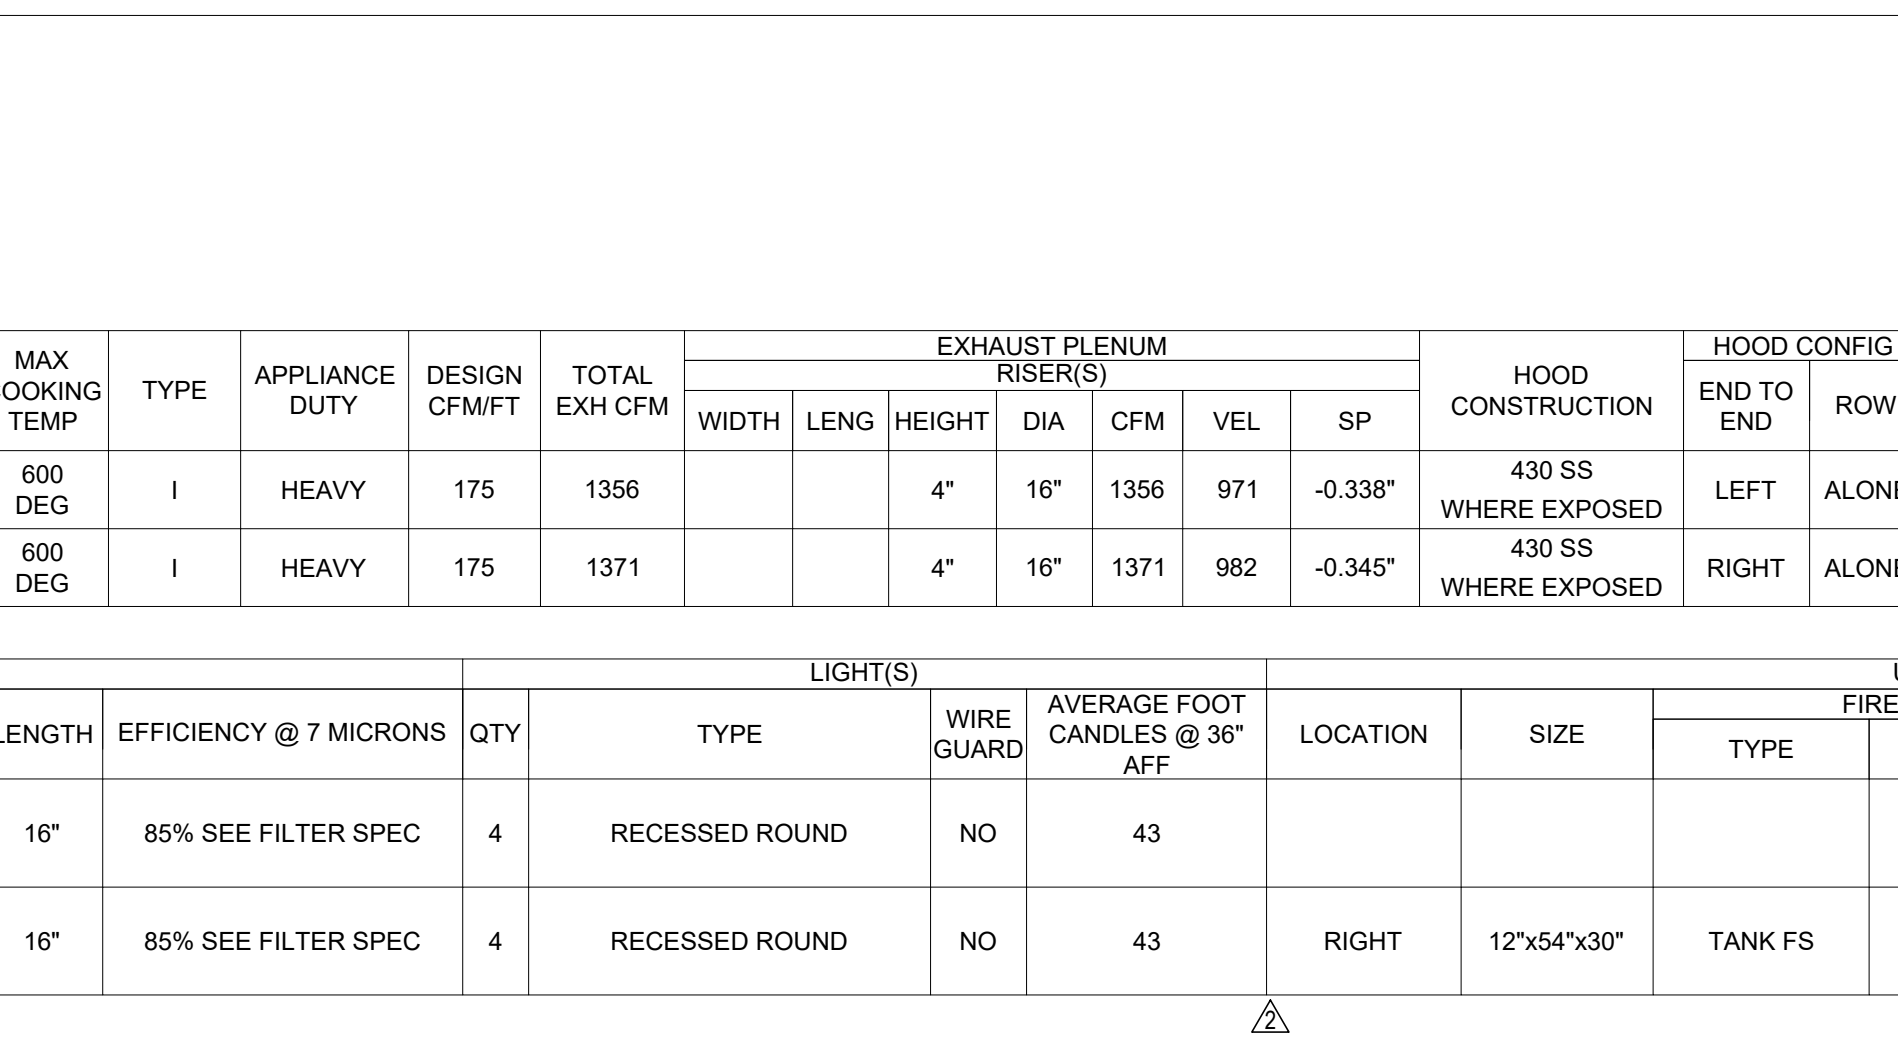 MAX
COOKING
TEMP
TYPE
APPLIANCE
DUTY
DESIGN
CFM/FT
TOTAL
EXH CFM
EXHAUST PLENUM
RISER(S)
WIDTH LENG HEIGHT DIA CFM VEL SP
HOOD
CONSTRUCTION
HOOD CONFIG
END TO
END
ROW
600
DEG
I HEAVY 175 1356 4" 16" 1356 971 -0.338"
430 SS
WHERE EXPOSED
LEFT ALONE
600
DEG
I HEAVY 175 1371 4" 16" 1371 982 -0.345"
430 SS
WHERE EXPOSED
RIGHT ALONE
LIGHT(S)
LENGTH EFFICIENCY @ 7 MICRONS QTY TYPE
WIRE
GUARD
AVERAGE FOOT
CANDLES @ 36"
AFF
LOCATION SIZE
FIRE
TYPE
16" 85% SEE FILTER SPEC 4 RECESSED ROUND NO 43
16" 85% SEE FILTER SPEC 4 RECESSED ROUND NO 43 RIGHT 12"x54"x30" TANK FS
2